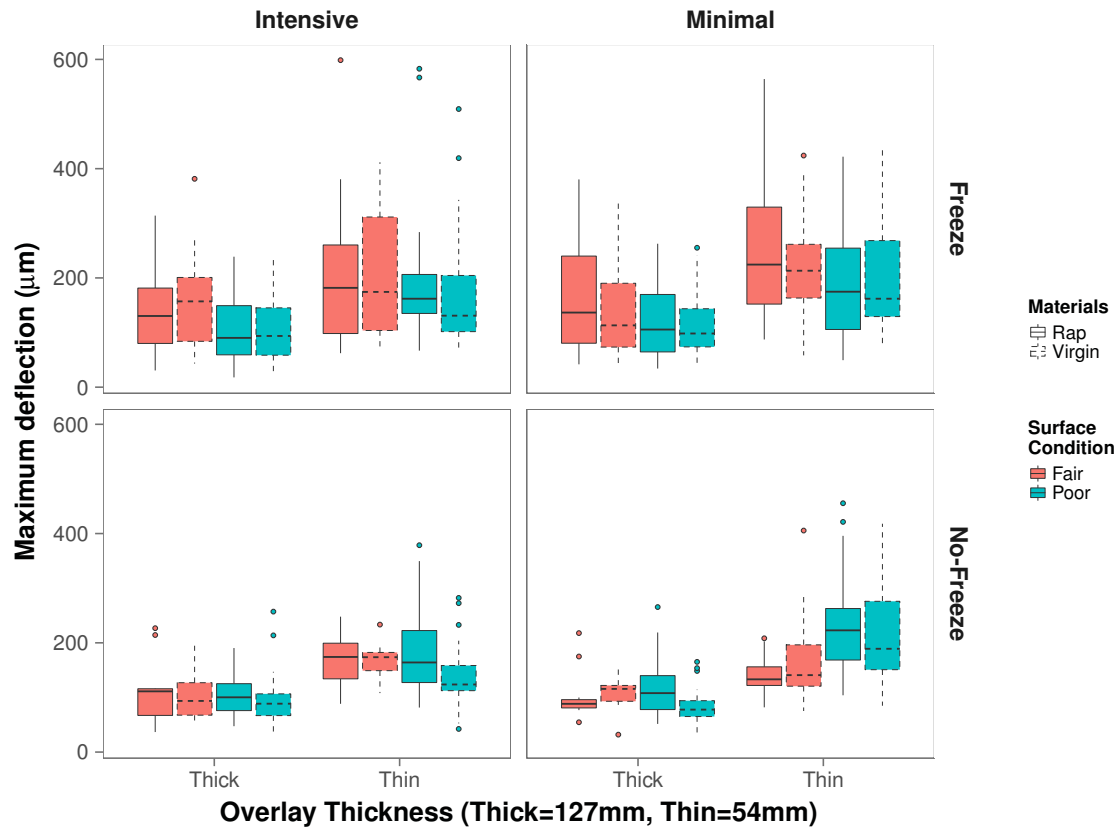 Intensive
Minimal
600
400
200
0
Freeze
600
400
200
0
No-Freeze
Maximum deflection (μm)
Thick
Thin
Thick
Thin
Overlay Thickness (Thick=127mm, Thin=54mm)
Materials
Rap
Virgin
Surface
Condition
Fair
Poor